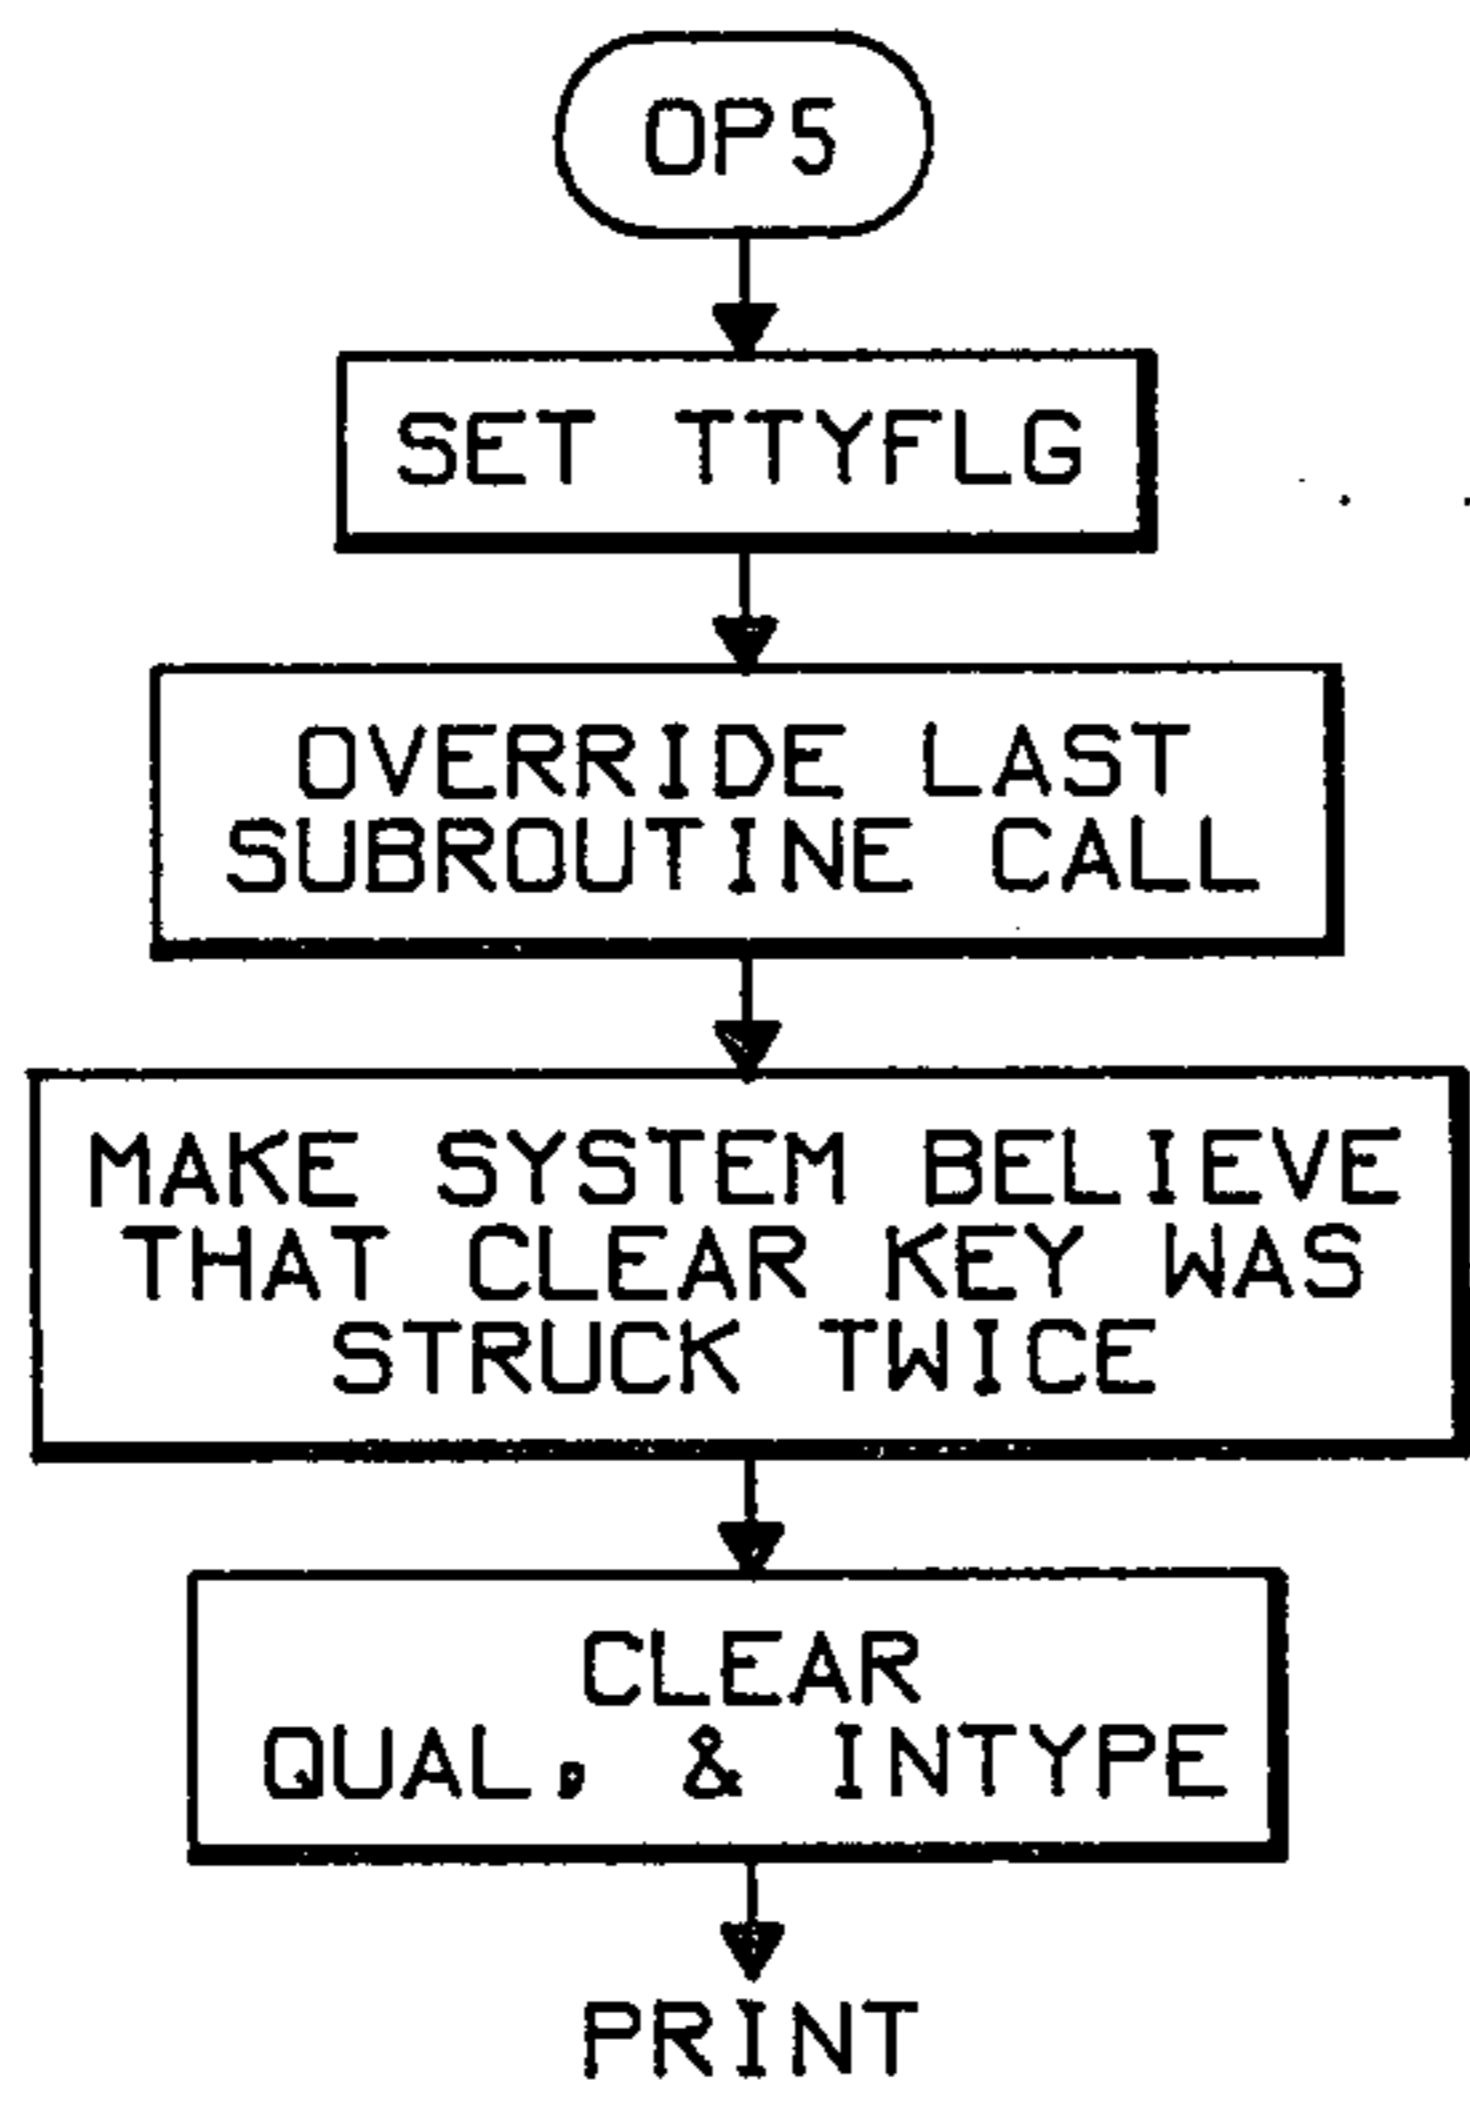 OP5
SET TTYFLG
OVERRIDE LAST
SUBROUTINE CALL
MAKE SYSTEM BELIEVE
THAT CLEAR KEY WAS
STRUCK TWICE
CLEAR
QUAL, & INTYPE
PRINT